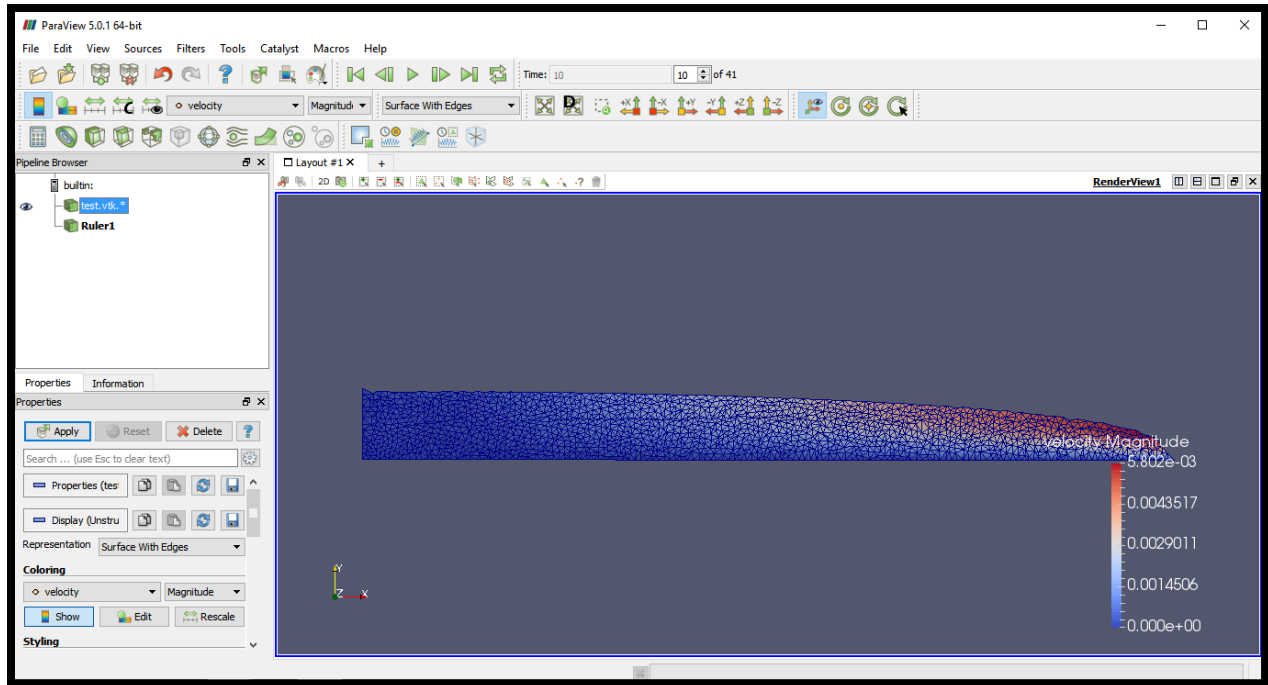 ParaView 5.0.1 64-bit
File Edit View Sources Filters Tools Catalyst Macros Help
Time: 10 10 of 41
velocity Magnitud Surface With Edges
+X -X +Y -Y +Z -Z
Pipeline Browser
Layout #1 X +
2D
RenderView1
builtin:
test.vtk.*
Ruler1
Properties Information
Properties
Apply Reset Delete ?
Search ... (use Esc to clear text)
Properties (tes
Display (Unstru
Representation Surface With Edges
Coloring
velocity Magnitude
Show Edit Rescale
Styling
velocity Magnitude
5.802e-03
0.0043517
0.0029011
0.0014506
0.000e+00
Y
Z X